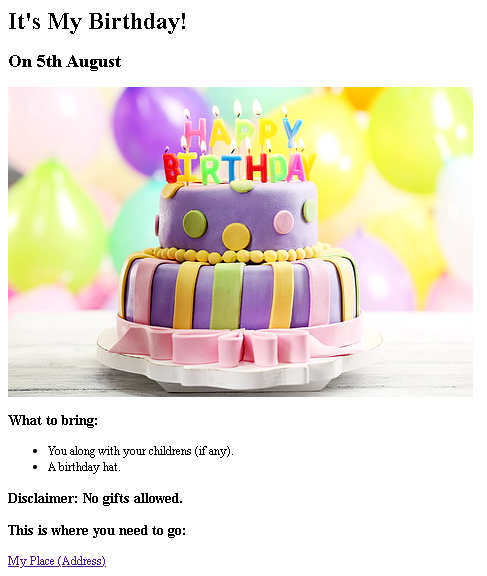 It's My Birthday!
On 5th August
HAPPY
BIRTHDAY
What to bring:
You along with your childrens (if any).
A birthday hat.
Disclaimer: No gifts allowed.
This is where you need to go:
My Place (Address)